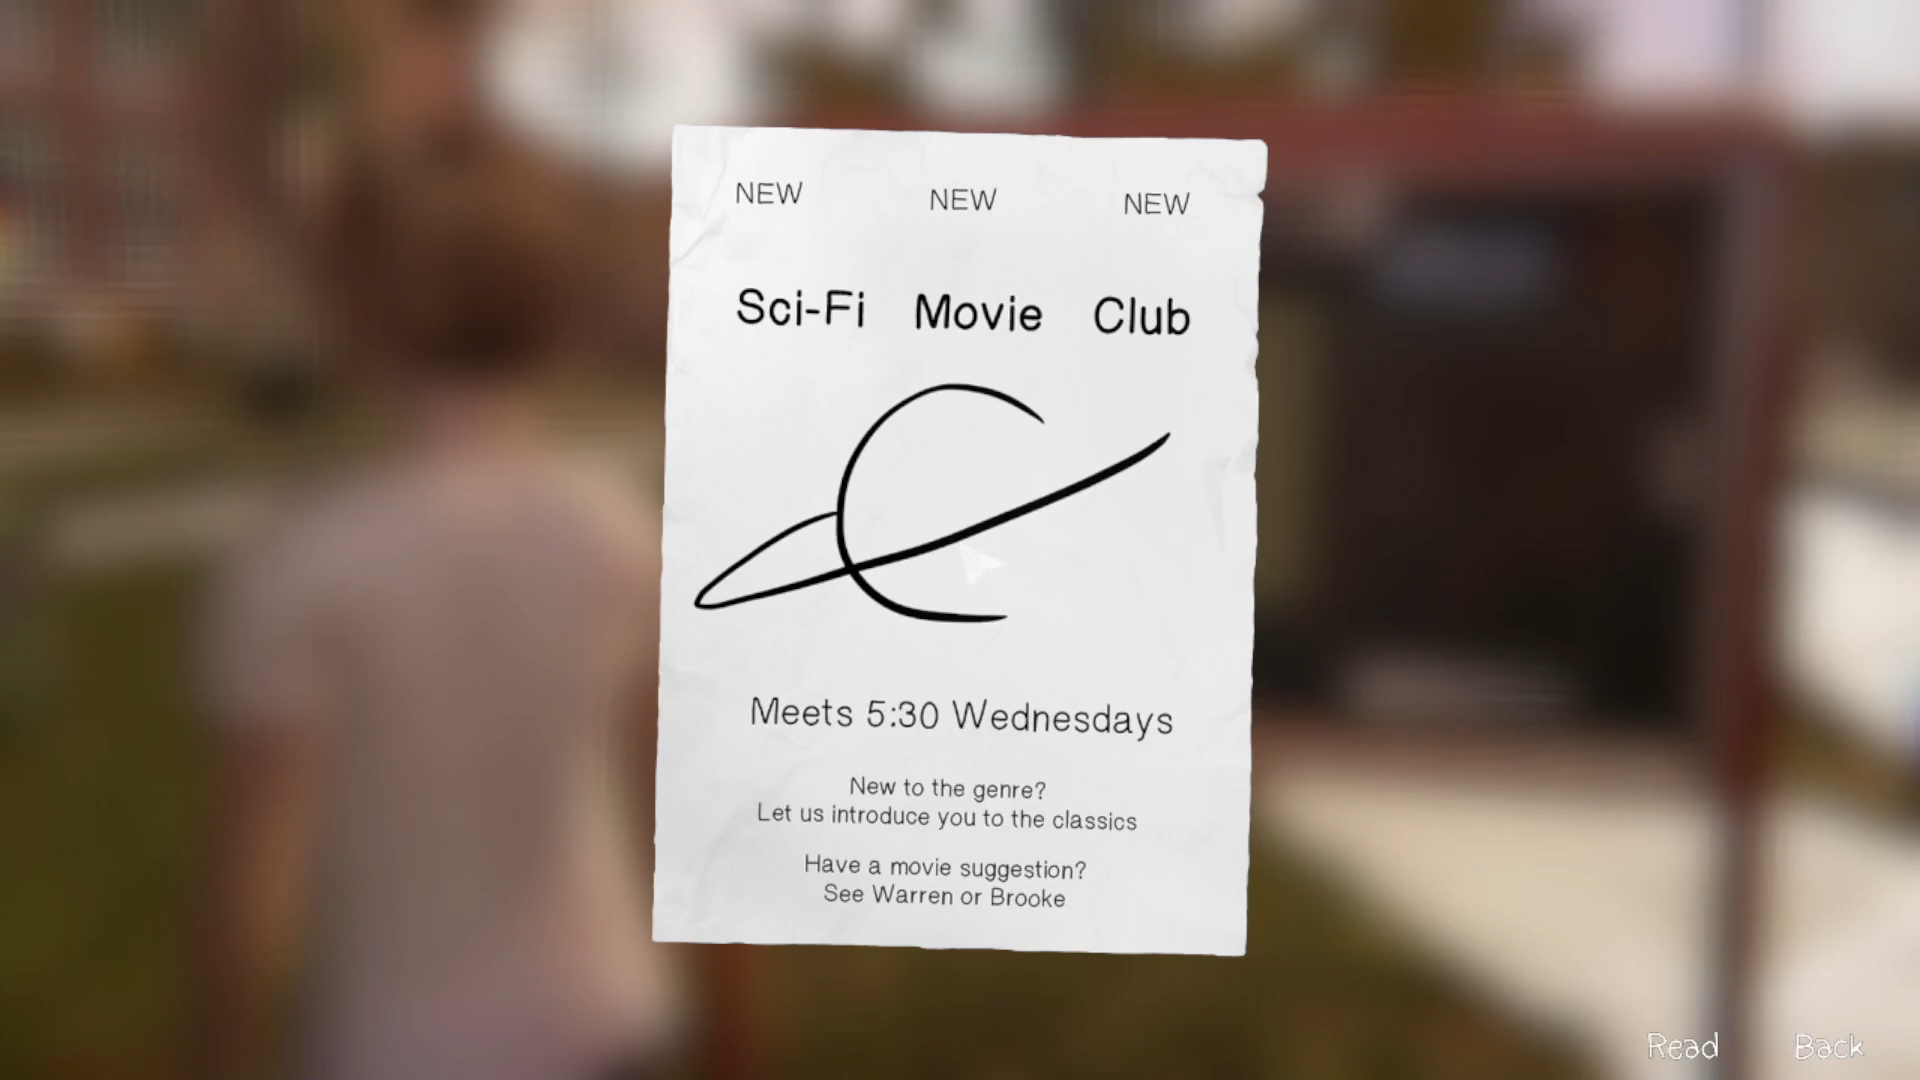 NEW NEW NEW
Sci-Fi Movie Club
Meets 5:30 Wednesdays
New to the genre?
Let us introduce you to the classics
Have a movie suggestion?
See Warren or Brooke
Read Back